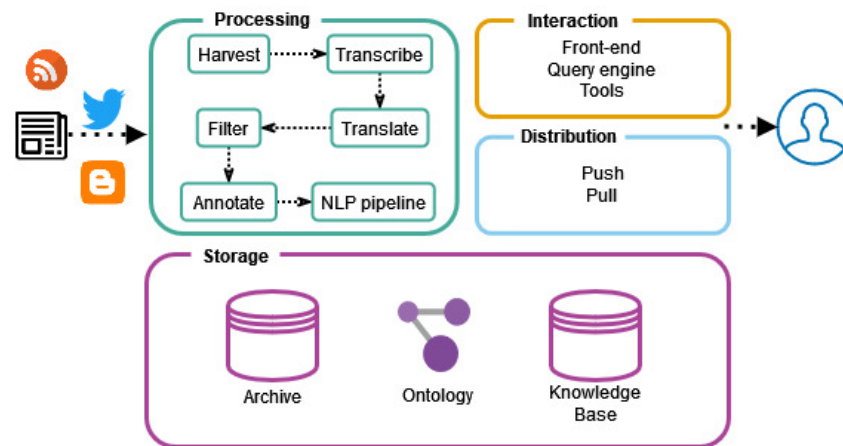 Processing
Harvest
Transcribe
Filter
Translate
Annotate
NLP pipeline
Interaction
Front-end
Query engine
Tools
Distribution
Push
Pull
Storage
Archive
Ontology
Knowledge
Base